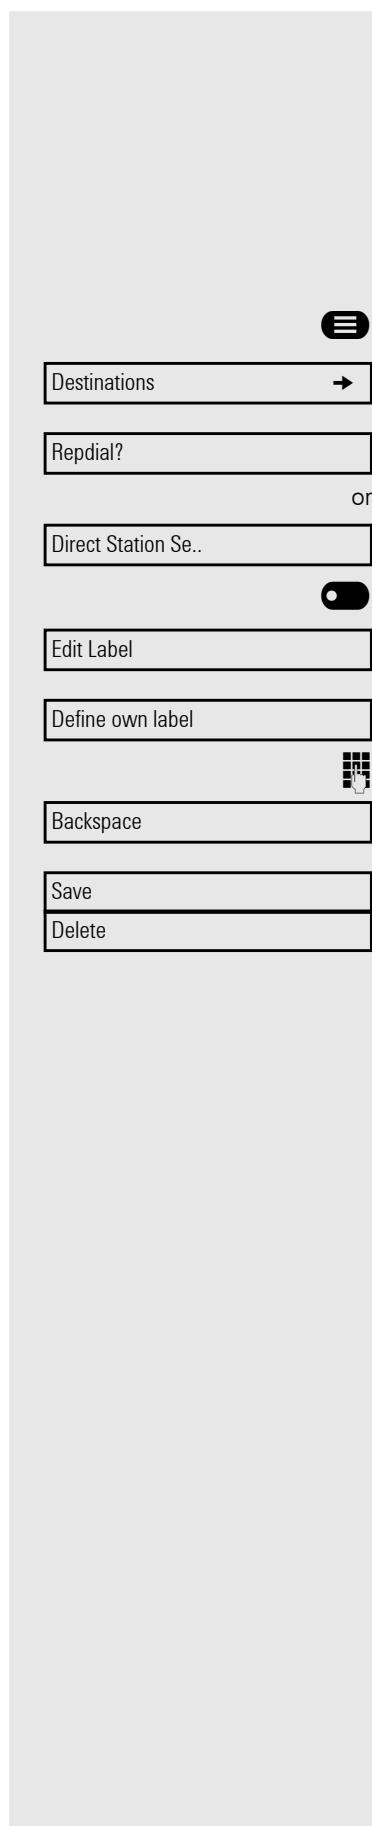 Destinations
Repdial?
or
Direct Station Se..
Edit Label
Define own label
Backspace
Save
Delete